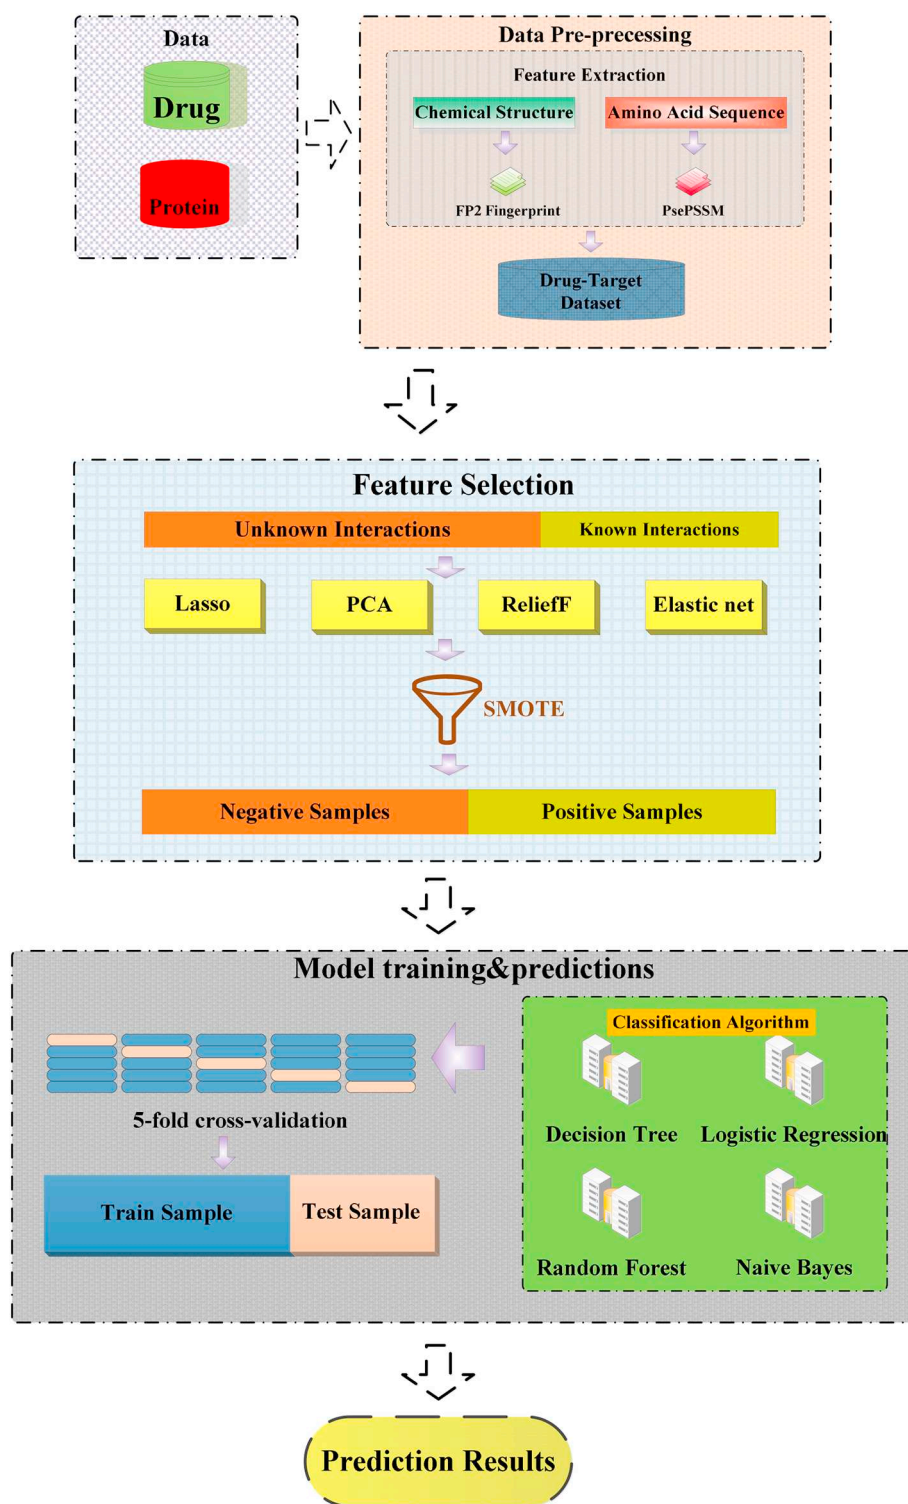 Data
Drug
Protein
Data Pre-precessing
Feature Extraction
Chemical Structure
Amino Acid Sequence
FP2 Fingerprint
PsePSSM
Drug-Target
Dataset
Feature Selection
Unknown Interactions
Known Interactions
Lasso
PCA
ReliefF
Elastic net
SMOTE
Negative Samples
Positive Samples
Model training&predictions
5-fold cross-validation
Train Sample
Test Sample
Classification Algorithm
Decision Tree
Logistic Regression
Random Forest
Naive Bayes
Prediction Results